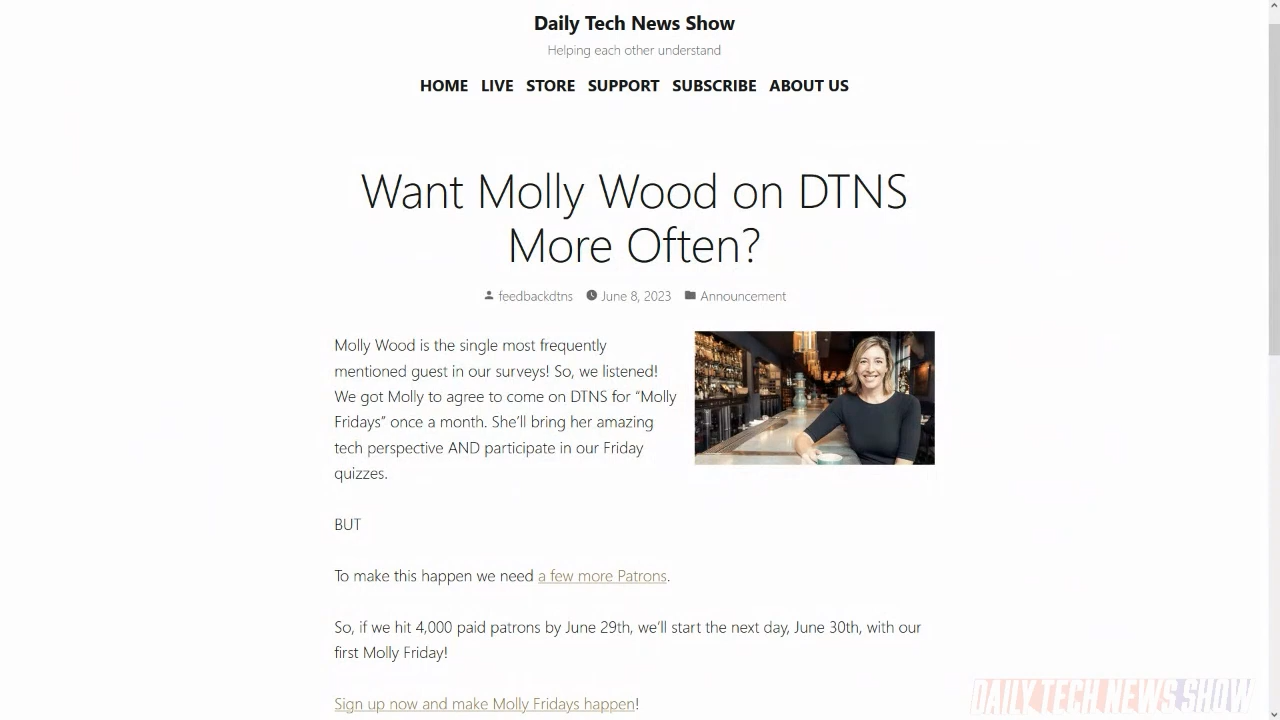 Daily Tech News Show
Helping each other understand
HOME LIVE STORE SUPPORT SUBSCRIBE ABOUT US
Want Molly Wood on DTNS
More Often?
feedbackdtns June 8, 2023 Announcement
Molly Wood is the single most frequently
mentioned guest in our surveys! So, we listened!
We got Molly to agree to come on DTNS for “Molly
Fridays” once a month. She’ll bring her amazing
tech perspective AND participate in our Friday
quizzes.
BUT
To make this happen we need a few more Patrons.
So, if we hit 4,000 paid patrons by June 29th, we’ll start the next day, June 30th, with our
first Molly Friday!
Sign up now and make Molly Fridays happen!
DAILY TECH NEWS SHOW